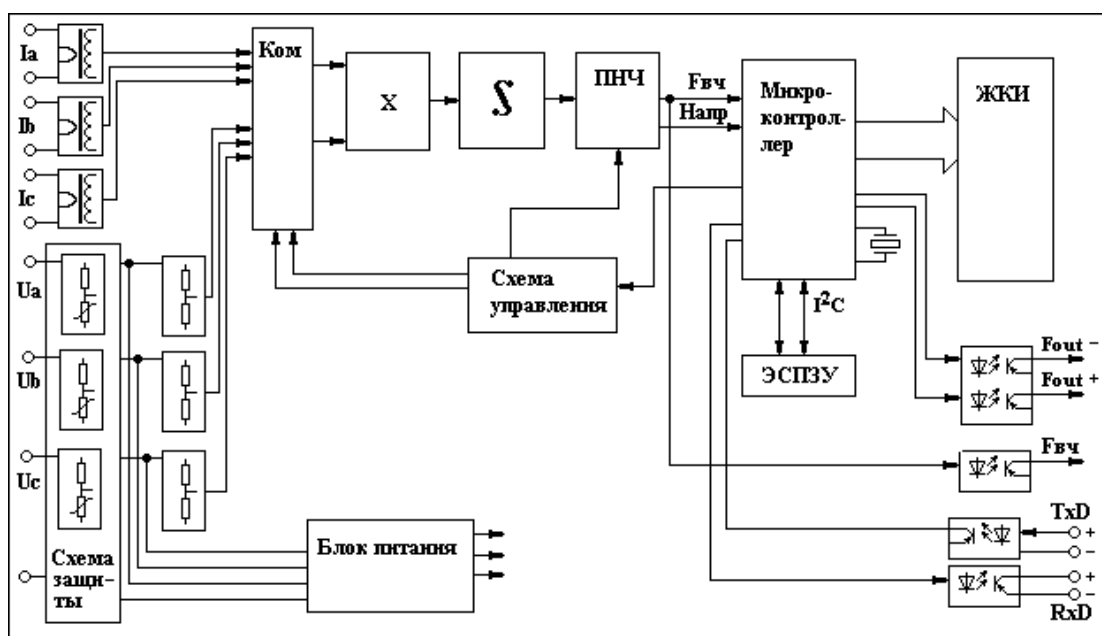 Ia
Ib
Ic
Ком
X
ПНЧ
Fвч
Напр
Микро-
контрол-
лер
ЖКИ
Ua
Ub
Uc
Схема
управления
I²C
ЭСПЗУ
Fout −
Fout +
Fвч
TxD
+
−
+
−
RxD
Блок питания
Схема
защи-
ты